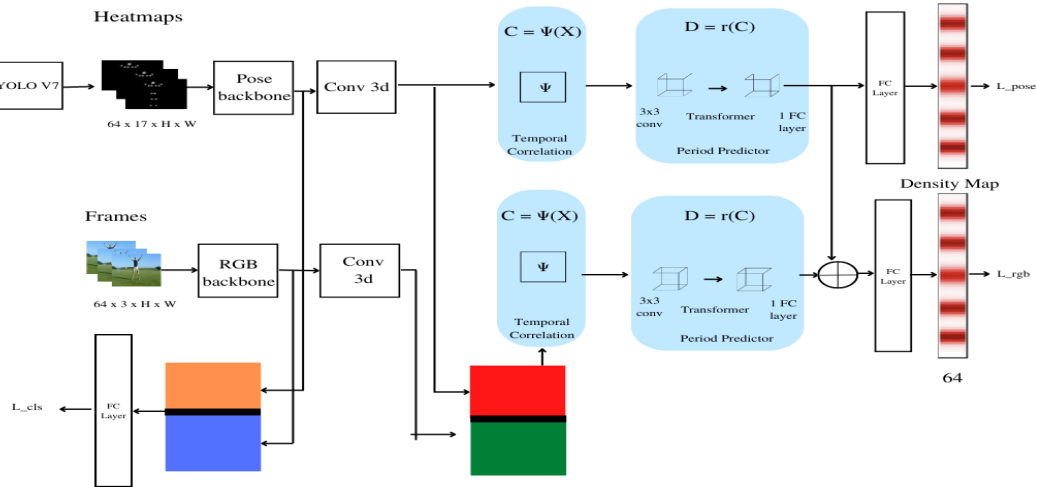 Heatmaps
YOLO V7
64 x 17 x H x W
Pose
backbone
Conv 3d
C = Ψ(X)
Ψ
Temporal
Correlation
D = r(C)
3x3
conv
Transformer
1 FC
layer
Period Predictor
FC
Layer
L_pose
Density Map
Frames
64 x 3 x H x W
RGB
backbone
Conv
3d
C = Ψ(X)
Ψ
Temporal
Correlation
D = r(C)
3x3
conv
Transformer
1 FC
layer
Period Predictor
FC
Layer
L_rgb
64
L_cls
FC
Layer